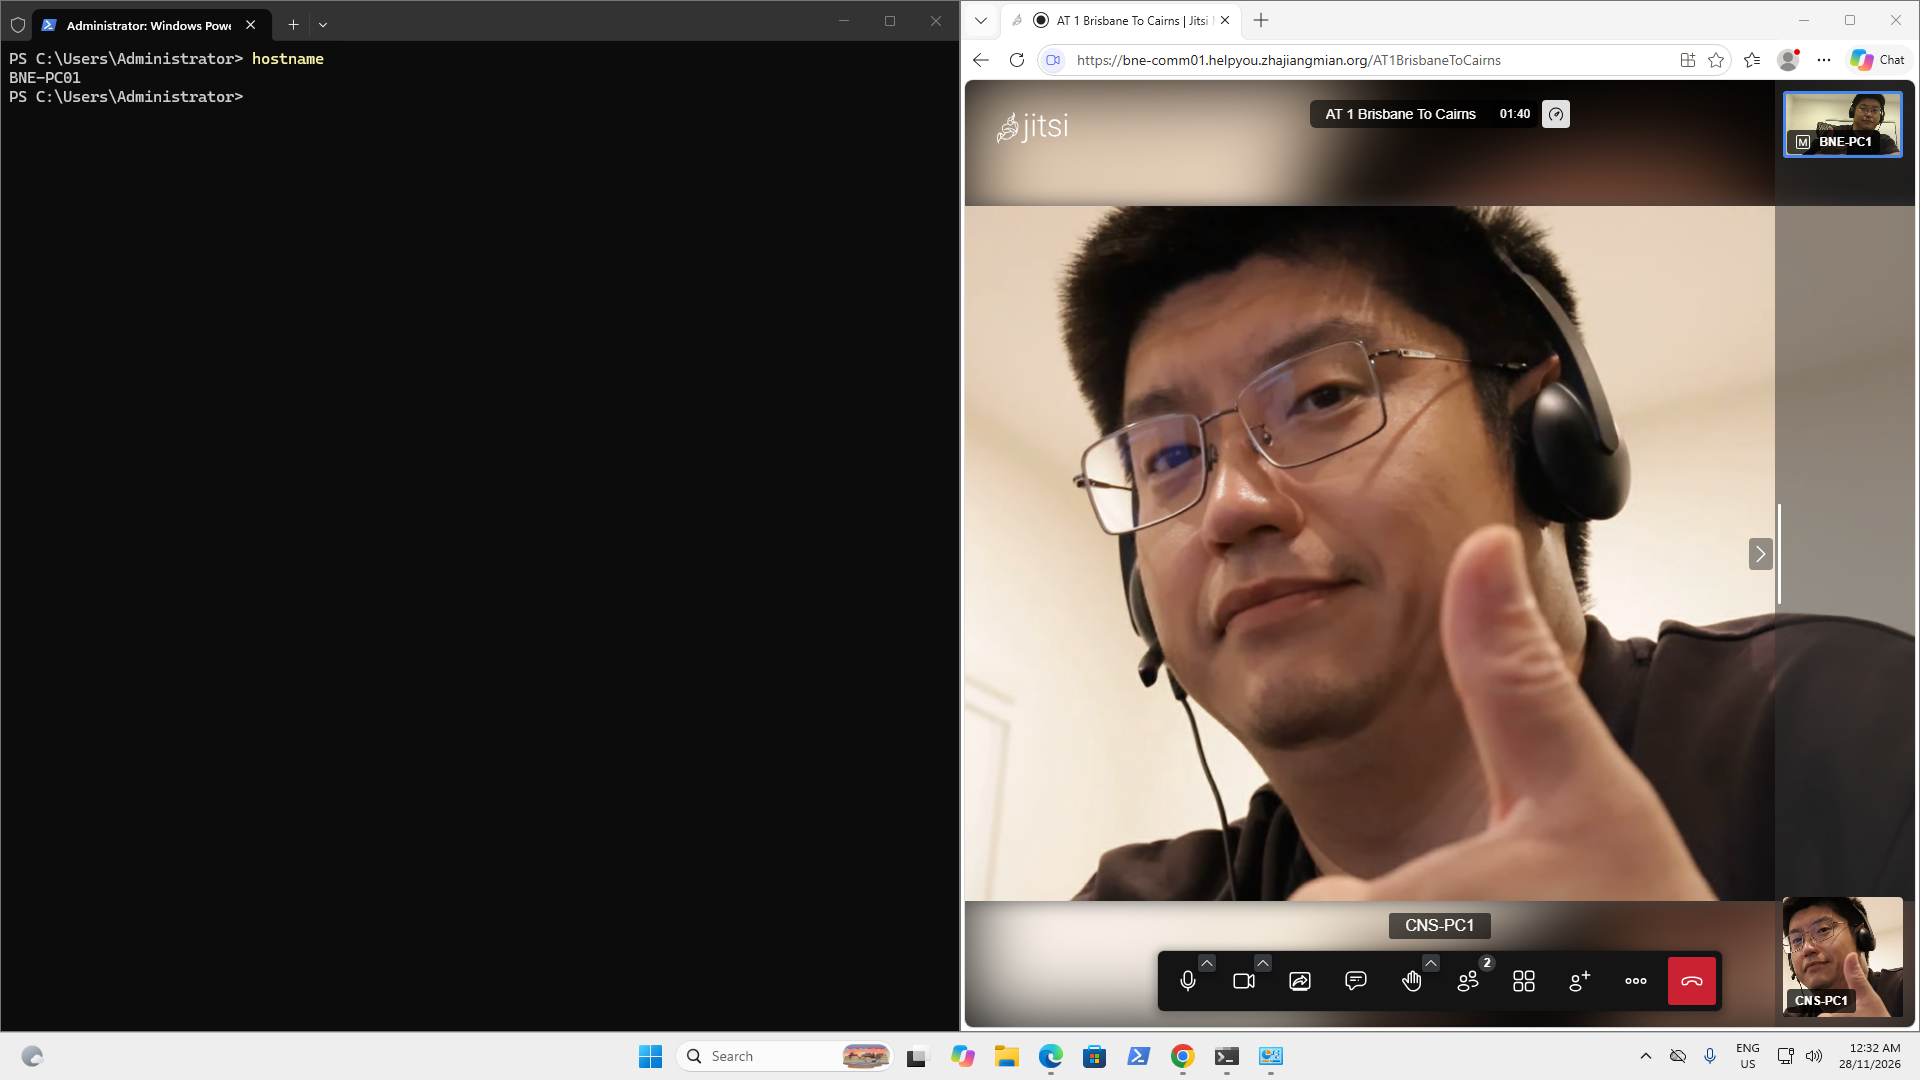 Administrator: Windows Powe
PS C:\Users\Administrator> hostname
BNE-PC01
PS C:\Users\Administrator>
AT 1 Brisbane To Cairns | Jitsi
https://bne-comm01.helpyou.zhajiangmian.org/AT1BrisbaneToCairns
Chat
jitsi
AT 1 Brisbane To Cairns 01:40
M BNE-PC1
CNS-PC1
2
CNS-PC1
Search
ENG
US
12:32 AM
28/11/2026